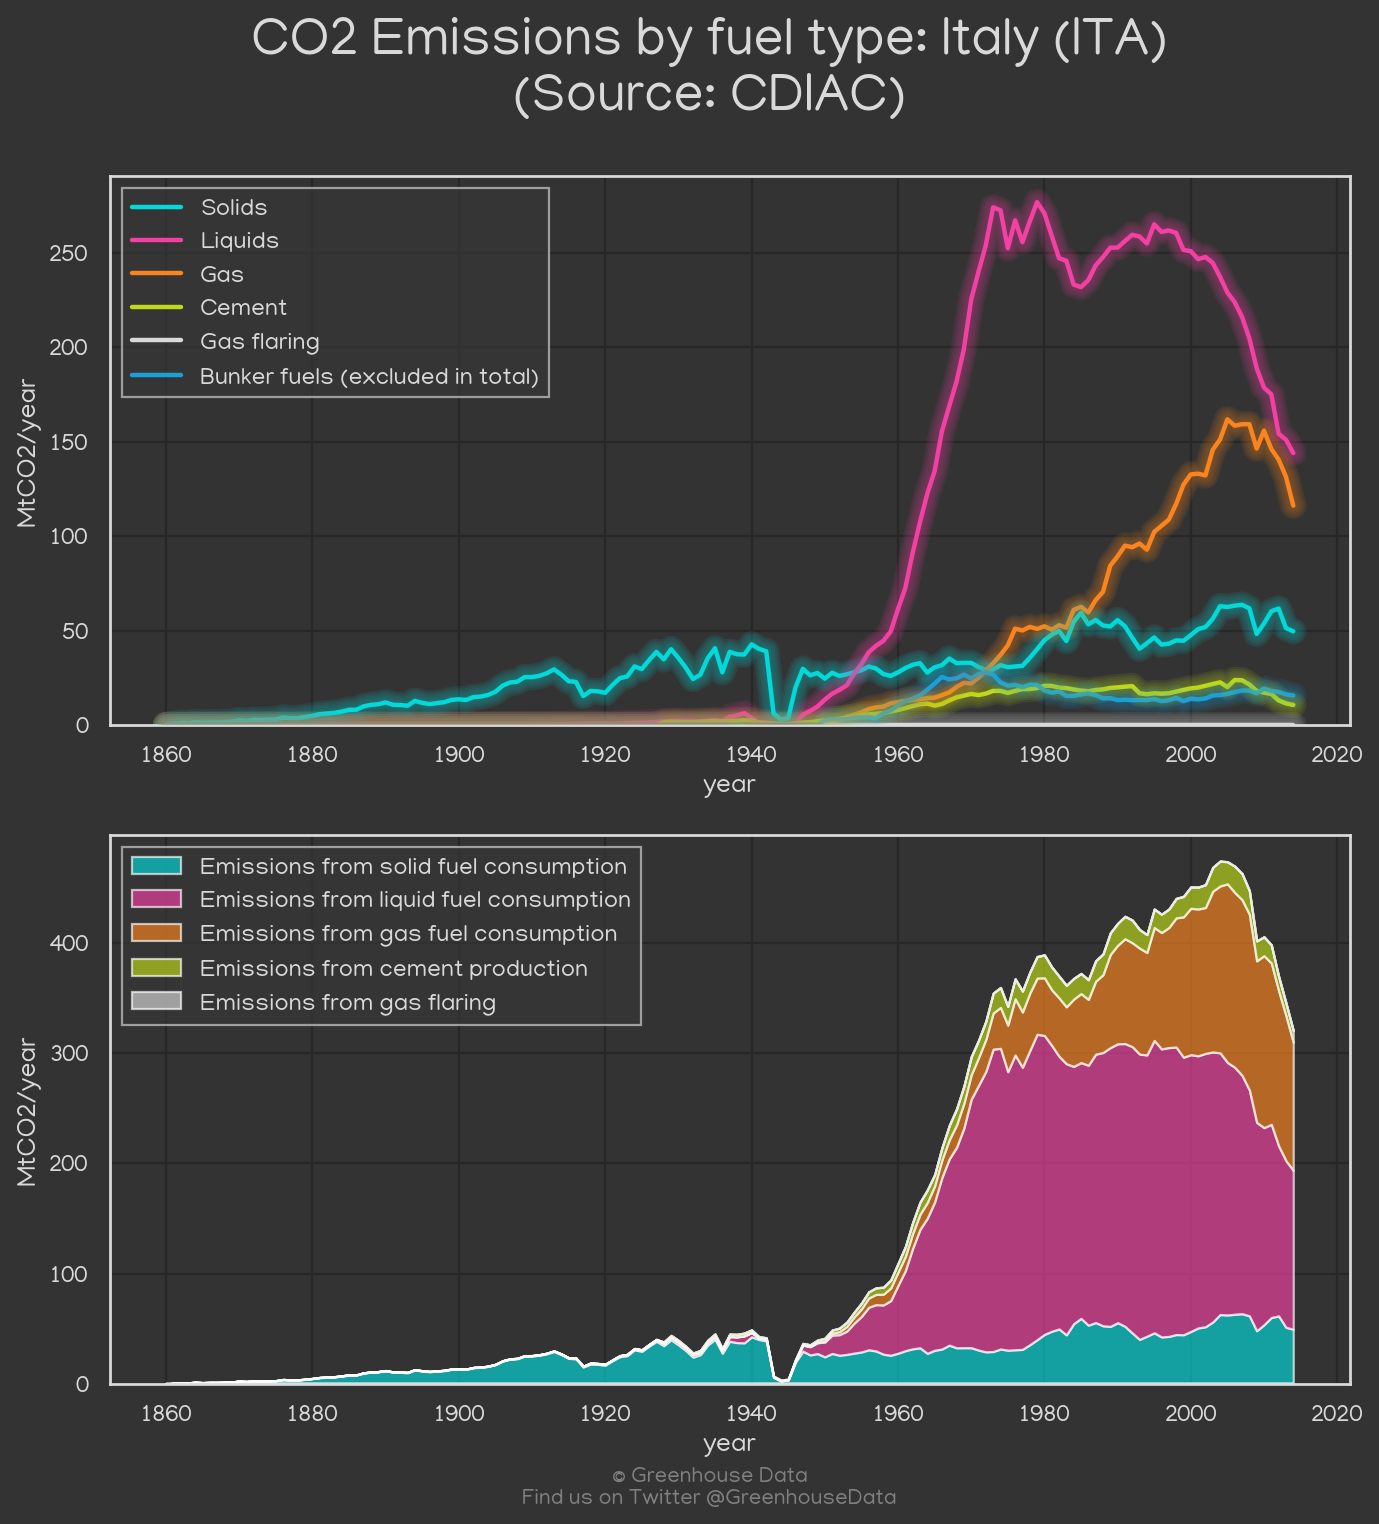 CO2 Emissions by fuel type: Italy (ITA)
(Source: CDIAC)
Solids
Liquids
Gas
Cement
Gas flaring
Bunker fuels (excluded in total)
MtCO2/year
250
200
150
100
50
0
1860 1880 1900 1920 1940 1960 1980 2000 2020
year
Emissions from solid fuel consumption
Emissions from liquid fuel consumption
Emissions from gas fuel consumption
Emissions from cement production
Emissions from gas flaring
MtCO2/year
400
300
200
100
0
1860 1880 1900 1920 1940 1960 1980 2000 2020
year
© Greenhouse Data
Find us on Twitter @GreenhouseData